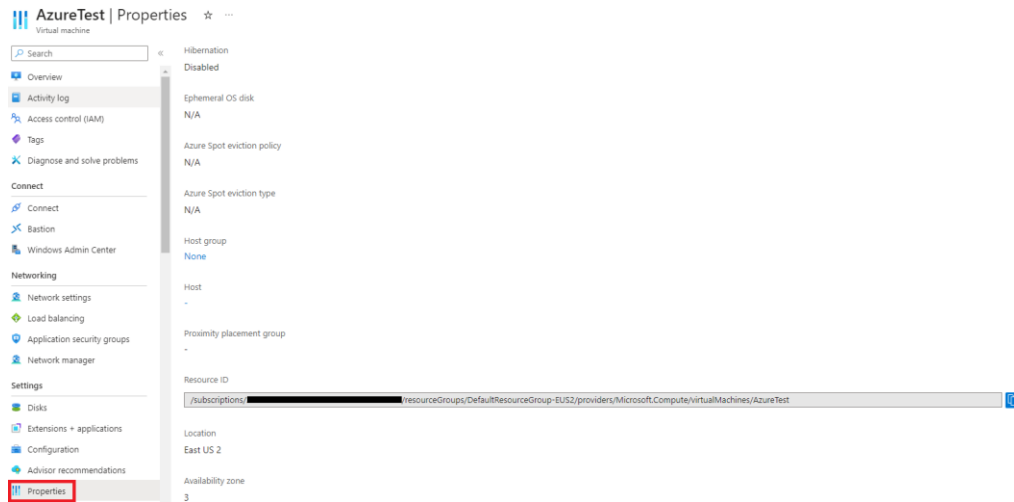 AzureTest | Properties
Virtual machine
Search
Overview
Activity log
Access control (IAM)
Tags
Diagnose and solve problems
Connect
Connect
Bastion
Windows Admin Center
Networking
Network settings
Load balancing
Application security groups
Network manager
Settings
Disks
Extensions + applications
Configuration
Advisor recommendations
Properties
Hibernation
Disabled
Ephemeral OS disk
N/A
Azure Spot eviction policy
N/A
Azure Spot eviction type
N/A
Host group
None
Host
-
Proximity placement group
-
Resource ID
/subscriptions/ /resourceGroups/DefaultResourceGroup-EUS2/providers/Microsoft.Compute/virtualMachines/AzureTest
Location
East US 2
Availability zone
3